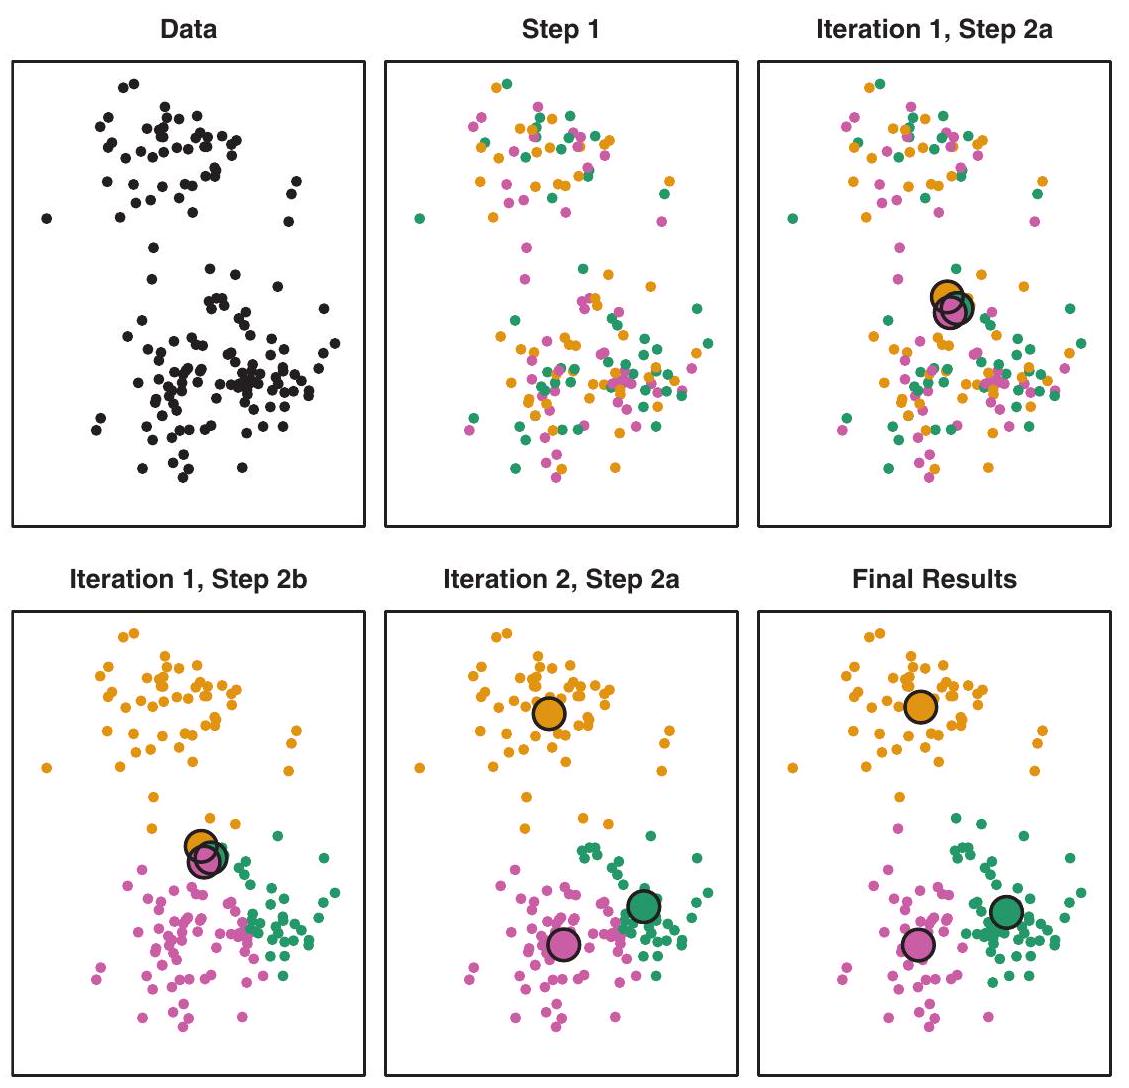 Data
Step 1
Iteration 1, Step 2a
Iteration 1, Step 2b
Iteration 2, Step 2a
Final Results